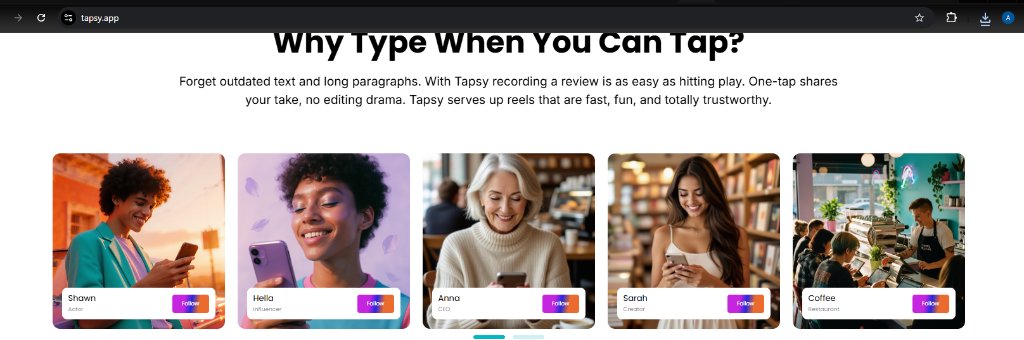 tapsy.app
A
Why Type When You Can Tap?
Forget outdated text and long paragraphs. With Tapsy recording a review is as easy as hitting play. One-tap shares
your take, no editing drama. Tapsy serves up reels that are fast, fun, and totally trustworthy.
Shawn
Actor
Follow
Hella
Influencer
Follow
Anna
CEO
Follow
Sarah
Creator
Follow
Coffee
Restaurant
Follow